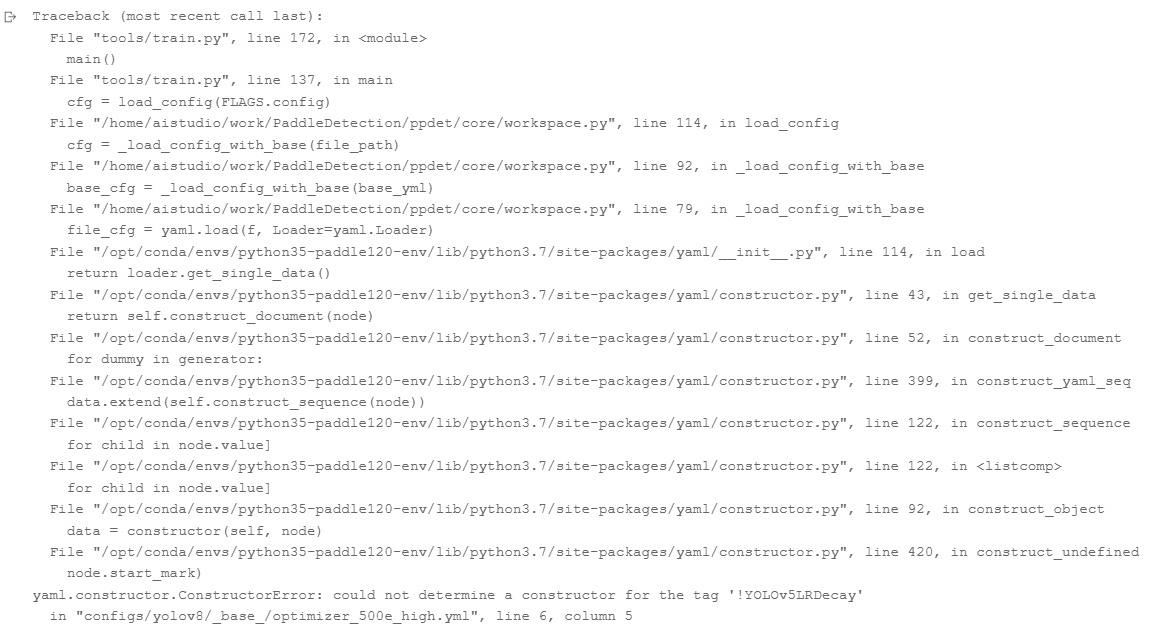 Traceback (most recent call last):
File "tools/train.py", line 172, in <module>
main()
File "tools/train.py", line 137, in main
cfg = load_config(FLAGS.config)
File "/home/aistudio/work/PaddleDetection/ppdet/core/workspace.py", line 114, in load_config
cfg = _load_config_with_base(file_path)
File "/home/aistudio/work/PaddleDetection/ppdet/core/workspace.py", line 92, in _load_config_with_base
base_cfg = _load_config_with_base(base_yml)
File "/home/aistudio/work/PaddleDetection/ppdet/core/workspace.py", line 79, in _load_config_with_base
file_cfg = yaml.load(f, Loader=yaml.Loader)
File "/opt/conda/envs/python35-paddle120-env/lib/python3.7/site-packages/yaml/__init__.py", line 114, in load
return loader.get_single_data()
File "/opt/conda/envs/python35-paddle120-env/lib/python3.7/site-packages/yaml/constructor.py", line 43, in get_single_data
return self.construct_document(node)
File "/opt/conda/envs/python35-paddle120-env/lib/python3.7/site-packages/yaml/constructor.py", line 52, in construct_document
for dummy in generator:
File "/opt/conda/envs/python35-paddle120-env/lib/python3.7/site-packages/yaml/constructor.py", line 399, in construct_yaml_seq
data.extend(self.construct_sequence(node))
File "/opt/conda/envs/python35-paddle120-env/lib/python3.7/site-packages/yaml/constructor.py", line 122, in construct_sequence
for child in node.value]
File "/opt/conda/envs/python35-paddle120-env/lib/python3.7/site-packages/yaml/constructor.py", line 122, in <listcomp>
for child in node.value]
File "/opt/conda/envs/python35-paddle120-env/lib/python3.7/site-packages/yaml/constructor.py", line 92, in construct_object
data = constructor(self, node)
File "/opt/conda/envs/python35-paddle120-env/lib/python3.7/site-packages/yaml/constructor.py", line 420, in construct_undefined
node.start_mark)
yaml.constructor.ConstructorError: could not determine a constructor for the tag '!YOLOv5LRDecay'
in "configs/yolov8/_base_/optimizer_500e_high.yml", line 6, column 5